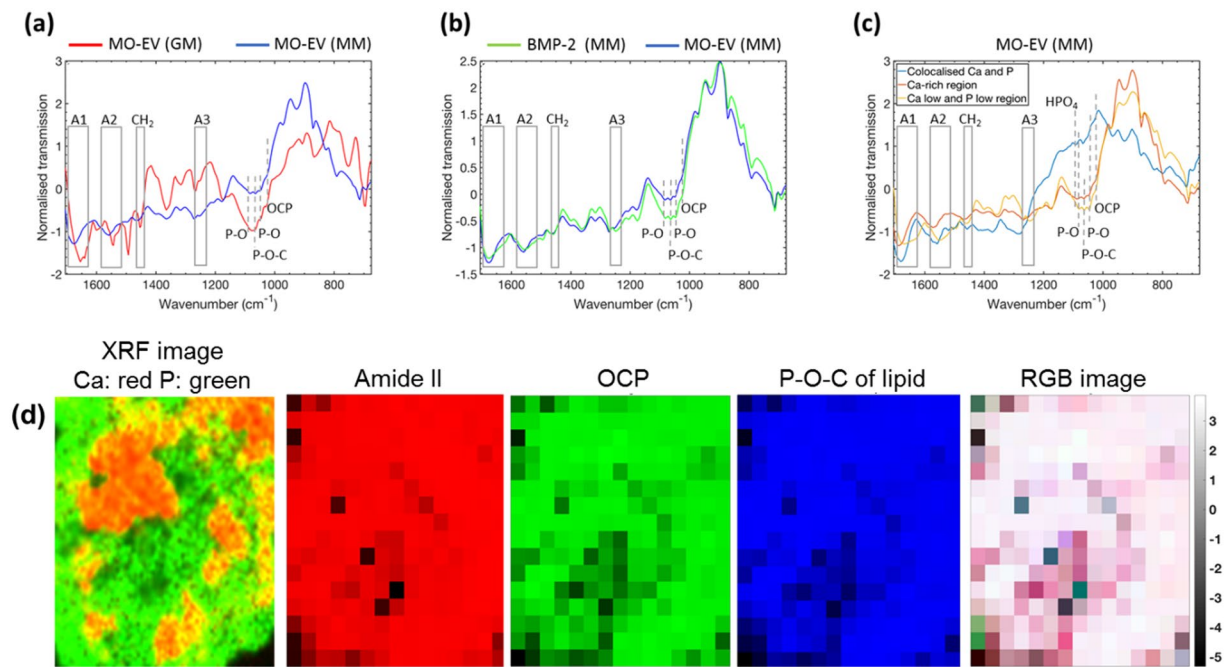 (a)
MO-EV (GM) MO-EV (MM)
3
2
1
0
-1
-2
Normalised transmission
A1 A2 CH2 A3
OCP
P-O P-O
P-O-C
1600 1400 1200 1000 800
Wavenumber (cm-1)
(b)
BMP-2 (MM) MO-EV (MM)
2.5
2
1.5
1
0.5
0
-0.5
-1
-1.5
Normalised transmission
A1 A2 CH2 A3
OCP
P-O P-O
P-O-C
1600 1400 1200 1000 800
Wavenumber (cm-1)
(c)
MO-EV (MM)
3
2
1
0
-1
-2
Normalised transmission
Colocalised Ca and P
Ca-rich region
Ca low and P low region
HPO4
A1 A2 CH2 A3
OCP
P-O P-O
P-O-C
1600 1400 1200 1000 800
Wavenumber (cm-1)
(d)
XRF image
Ca: red P: green
Amide II
OCP
P-O-C of lipid
RGB image
3
2
1
0
-1
-2
-3
-4
-5